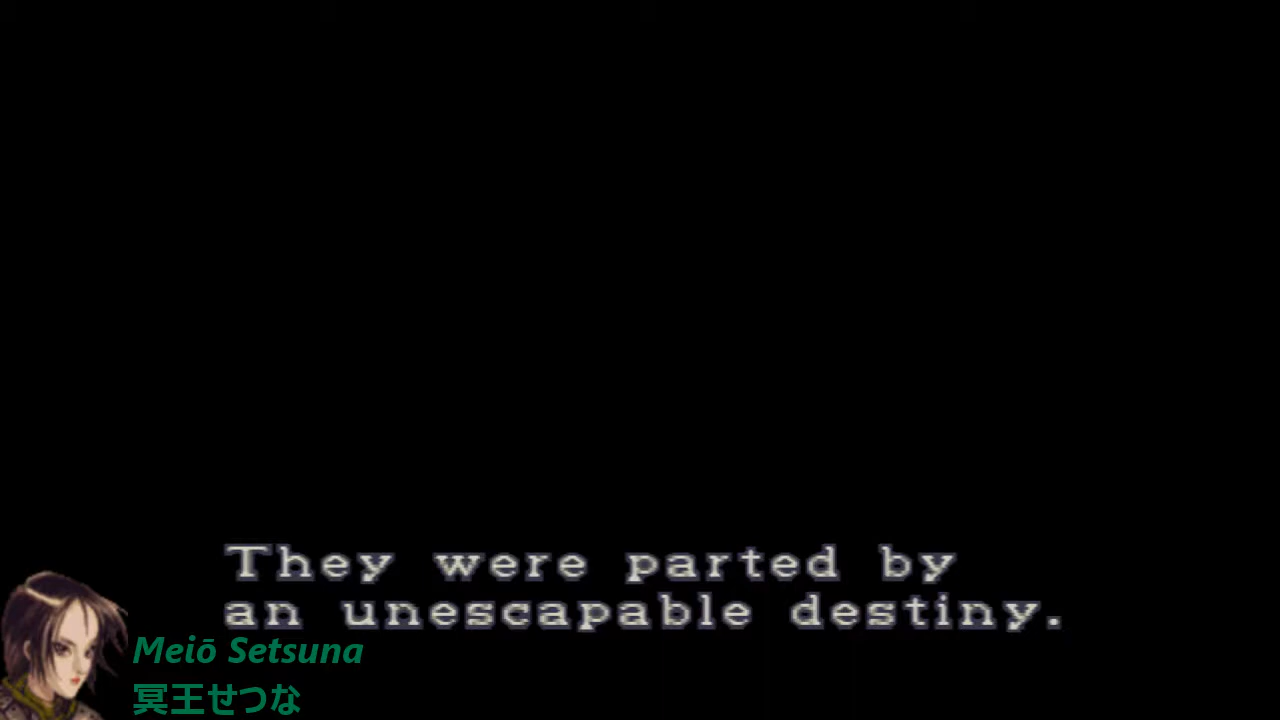 They were parted by
an unescapable destiny.
Meiō Setsuna
冥王せつな